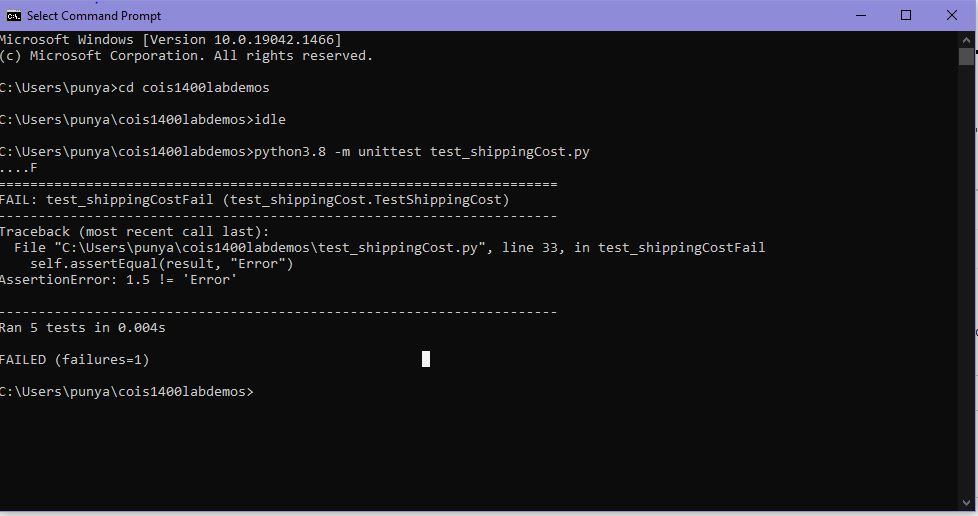 Select Command Prompt
Microsoft Windows [Version 10.0.19042.1466]
(c) Microsoft Corporation. All rights reserved.
C:\Users\punya>cd cois1400labdemos
C:\Users\punya\cois1400labdemos>idle
C:\Users\punya\cois1400labdemos>python3.8 -m unittest test_shippingCost.py
....F
======================================================================
FAIL: test_shippingCostFail (test_shippingCost.TestShippingCost)
----------------------------------------------------------------------
Traceback (most recent call last):
  File "C:\Users\punya\cois1400labdemos\test_shippingCost.py", line 33, in test_shippingCostFail
    self.assertEqual(result, "Error")
AssertionError: 1.5 != 'Error'
----------------------------------------------------------------------
Ran 5 tests in 0.004s
FAILED (failures=1)
C:\Users\punya\cois1400labdemos>